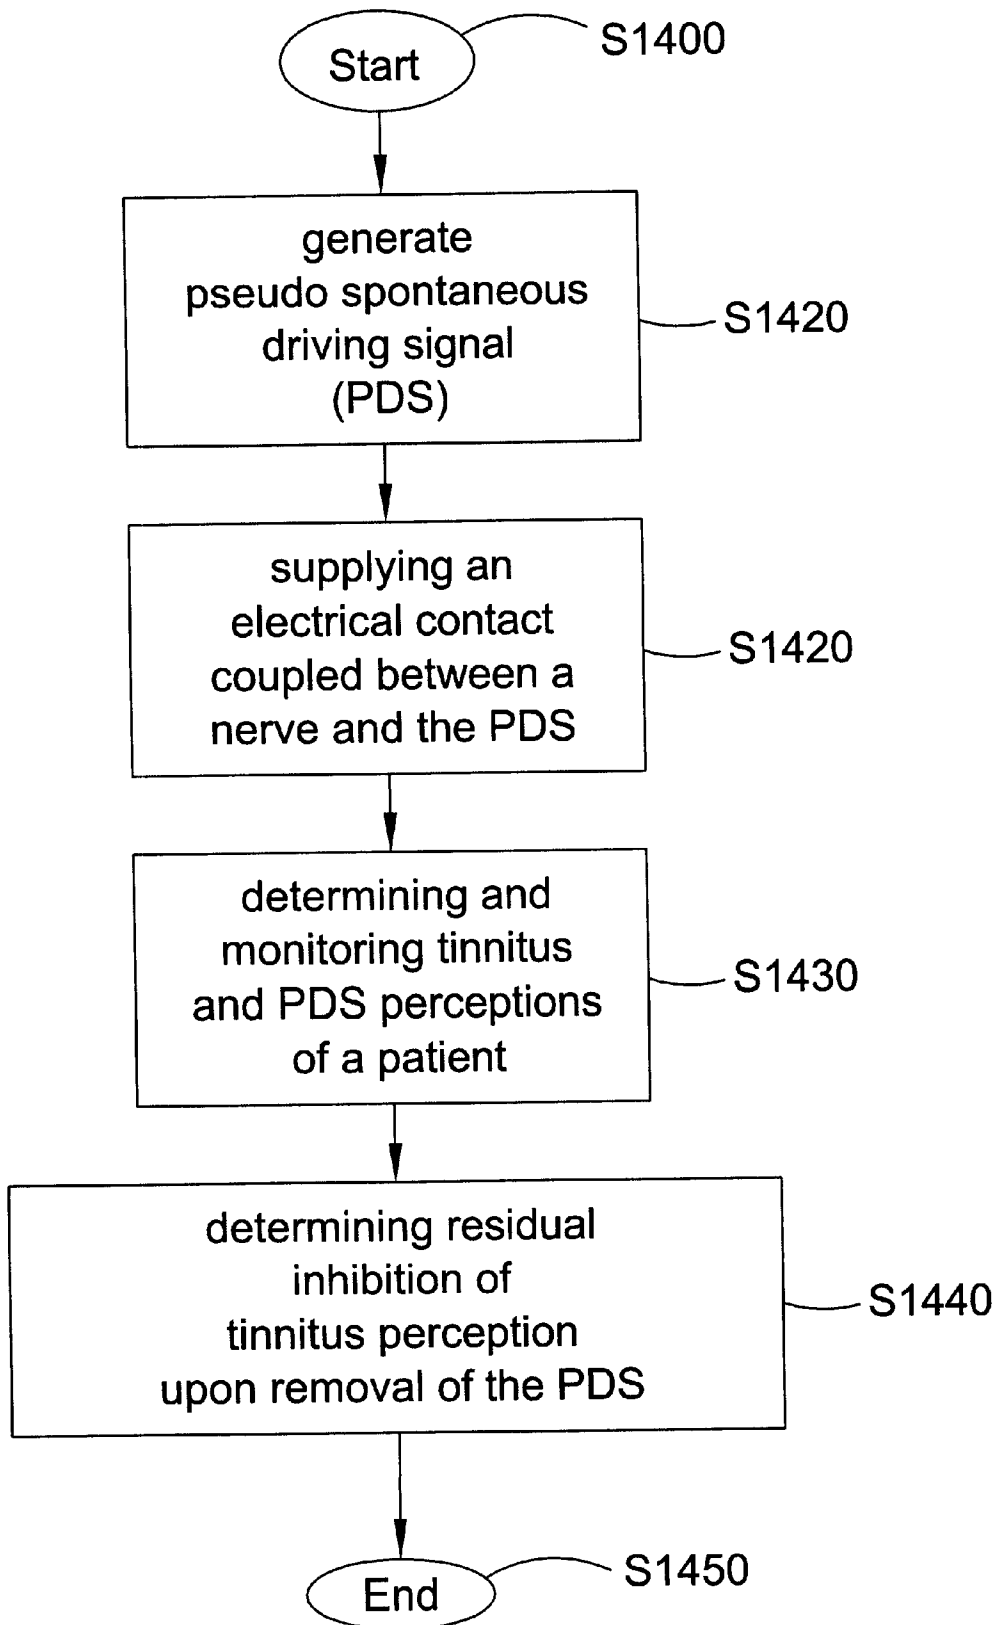 Start
S1400
generate
pseudo spontaneous
driving signal
(PDS)
S1420
supplying an
electrical contact
coupled between a
nerve and the PDS
S1420
determining and
monitoring tinnitus
and PDS perceptions
of a patient
S1430
determining residual
inhibition of
tinnitus perception
upon removal of the PDS
S1440
End
S1450